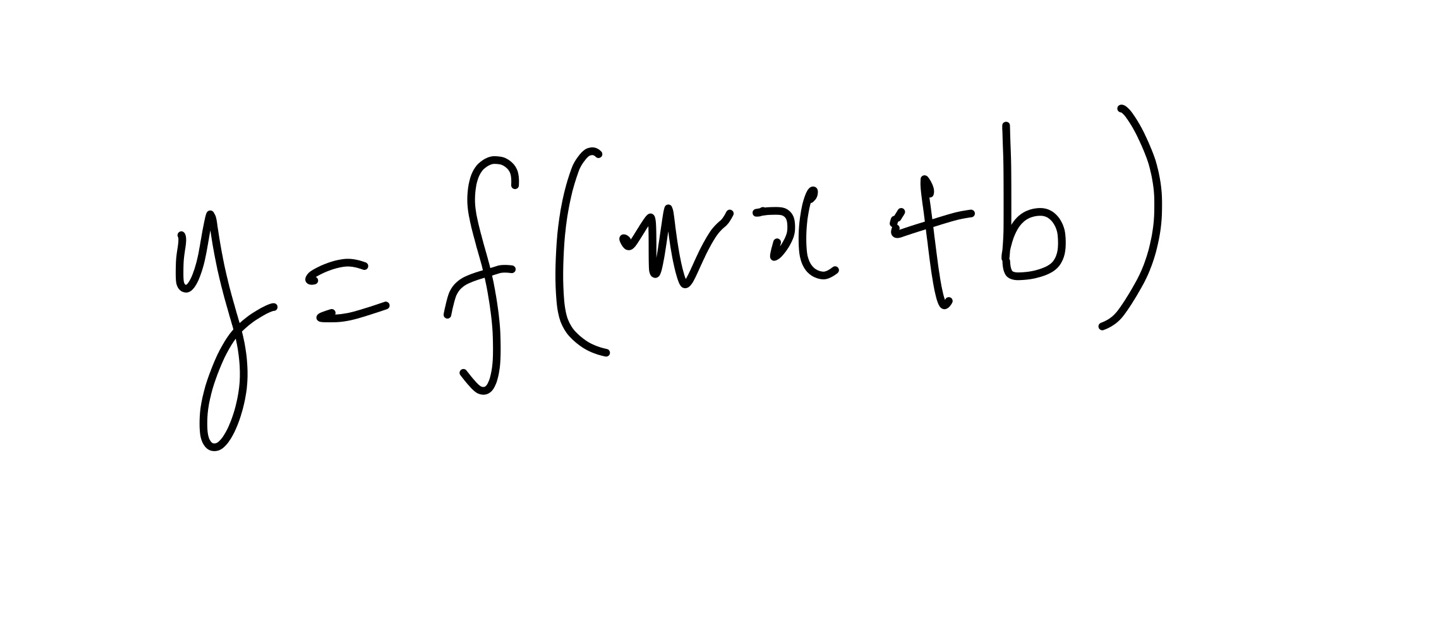 y = f(wx + b)